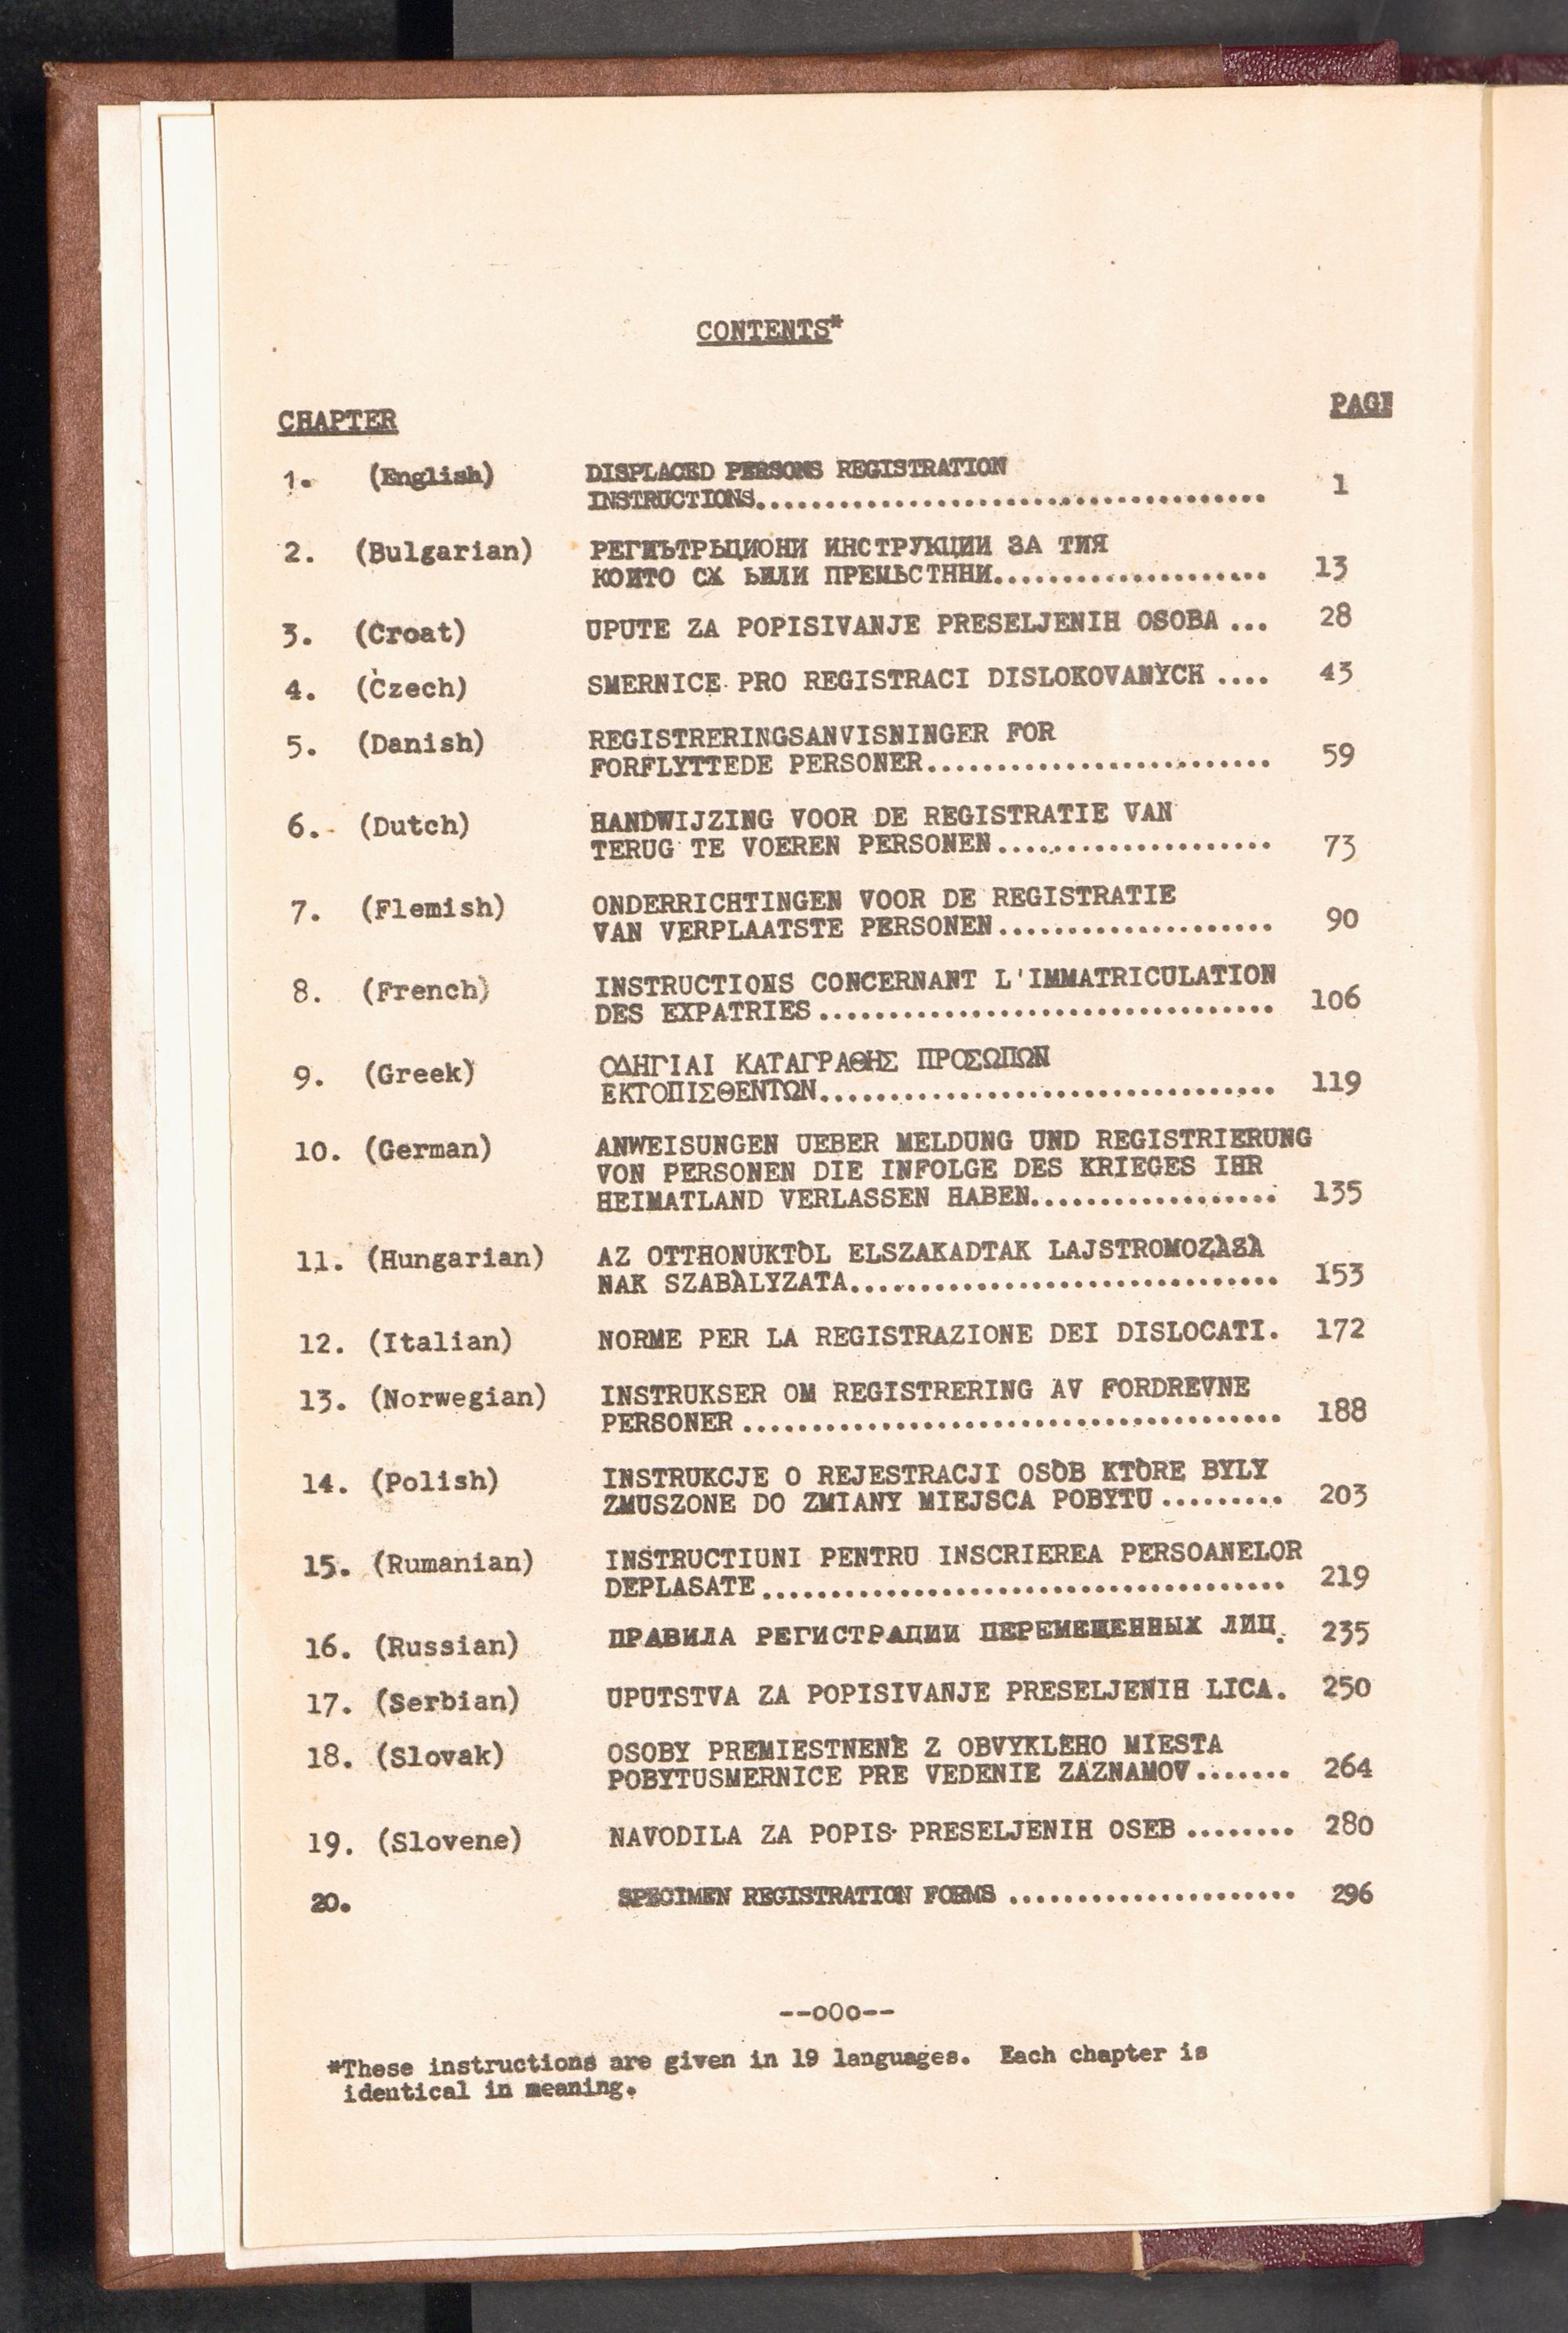 CONTENTS*
CHAPTER PAGE
1. (English) DISPLACED PERSONS REGISTRATION
INSTRUCTIONS..................................... 1
2. (Bulgarian) РЕГИЪТРЬЦИОНИ ИНСТРУКЦИИ ЗА ТИЯ
КОИТО СѪ ЬИЛИ ПРЕМЬСТННИ.................... 13
3. (Croat) UPUTE ZA POPISIVANJE PRESELJENIH OSOBA ... 28
4. (Czech) SMERNICE PRO REGISTRACI DISLOKOVANYCH .... 43
5. (Danish) REGISTRERINGSANVISNINGER FOR
FORFLYTTEDE PERSONER......................... 59
6. (Dutch) HANDWIJZING VOOR DE REGISTRATIE VAN
TERUG TE VOEREN PERSONEN.................... 73
7. (Flemish) ONDERRICHTINGEN VOOR DE REGISTRATIE
VAN VERPLAATSTE PERSONEN.................... 90
8. (French) INSTRUCTIONS CONCERNANT L'IMMATRICULATION
DES EXPATRIES................................. 106
9. (Greek) ΟΔΗΓΙΑΙ ΚΑΤΑΓΡΑΘΗΣ ΠΡΟΣΩΠΩΝ
ΕΚΤΟΠΙΣΘΕΝΤΩΝ................................. 119
10. (German) ANWEISUNGEN UEBER MELDUNG UND REGISTRIERUNG
VON PERSONEN DIE INFOLGE DES KRIEGES IHR
HEIMATLAND VERLASSEN HABEN.................. 135
11. (Hungarian) AZ OTTHONUKTÒL ELSZAKADTAK LAJSTROMOZÀSÀ
NAK SZABÀLYZATA............................... 153
12. (Italian) NORME PER LA REGISTRAZIONE DEI DISLOCATI. 172
13. (Norwegian) INSTRUKSER OM REGISTRERING AV FORDREVNE
PERSONER ....................................... 188
14. (Polish) INSTRUKCJE O REJESTRACJI OSÒB KTÒRE BYLY
ZMUSZONE DO ZMIANY MIEJSCA POBYTU ......... 203
15. (Rumanian) INSTRUCTIUNI PENTRU INSCRIEREA PERSOANELOR
DEPLASATE...................................... 219
16. (Russian) ПРАВИЛА РЕГИСТРАЦИИ ПЕРЕМЕЩЕННЫХ ЛИЦ. 235
17. (Serbian) UPUTSTVA ZA POPISIVANJE PRESELJENIH LICA. 250
18. (Slovak) OSOBY PREMIESTNENÈ Z OBVYKLÈHO MIESTA
POBYTUSMERNICE PRE VEDENIE ZÀZNAMOV....... 264
19. (Slovene) NAVODILA ZA POPIS PRESELJENIH OSEB ........ 280
20. SPECIMEN REGISTRATION FORMS ..................... 296
--oOo--
*These instructions are given in 19 languages. Each chapter is
identical in meaning.